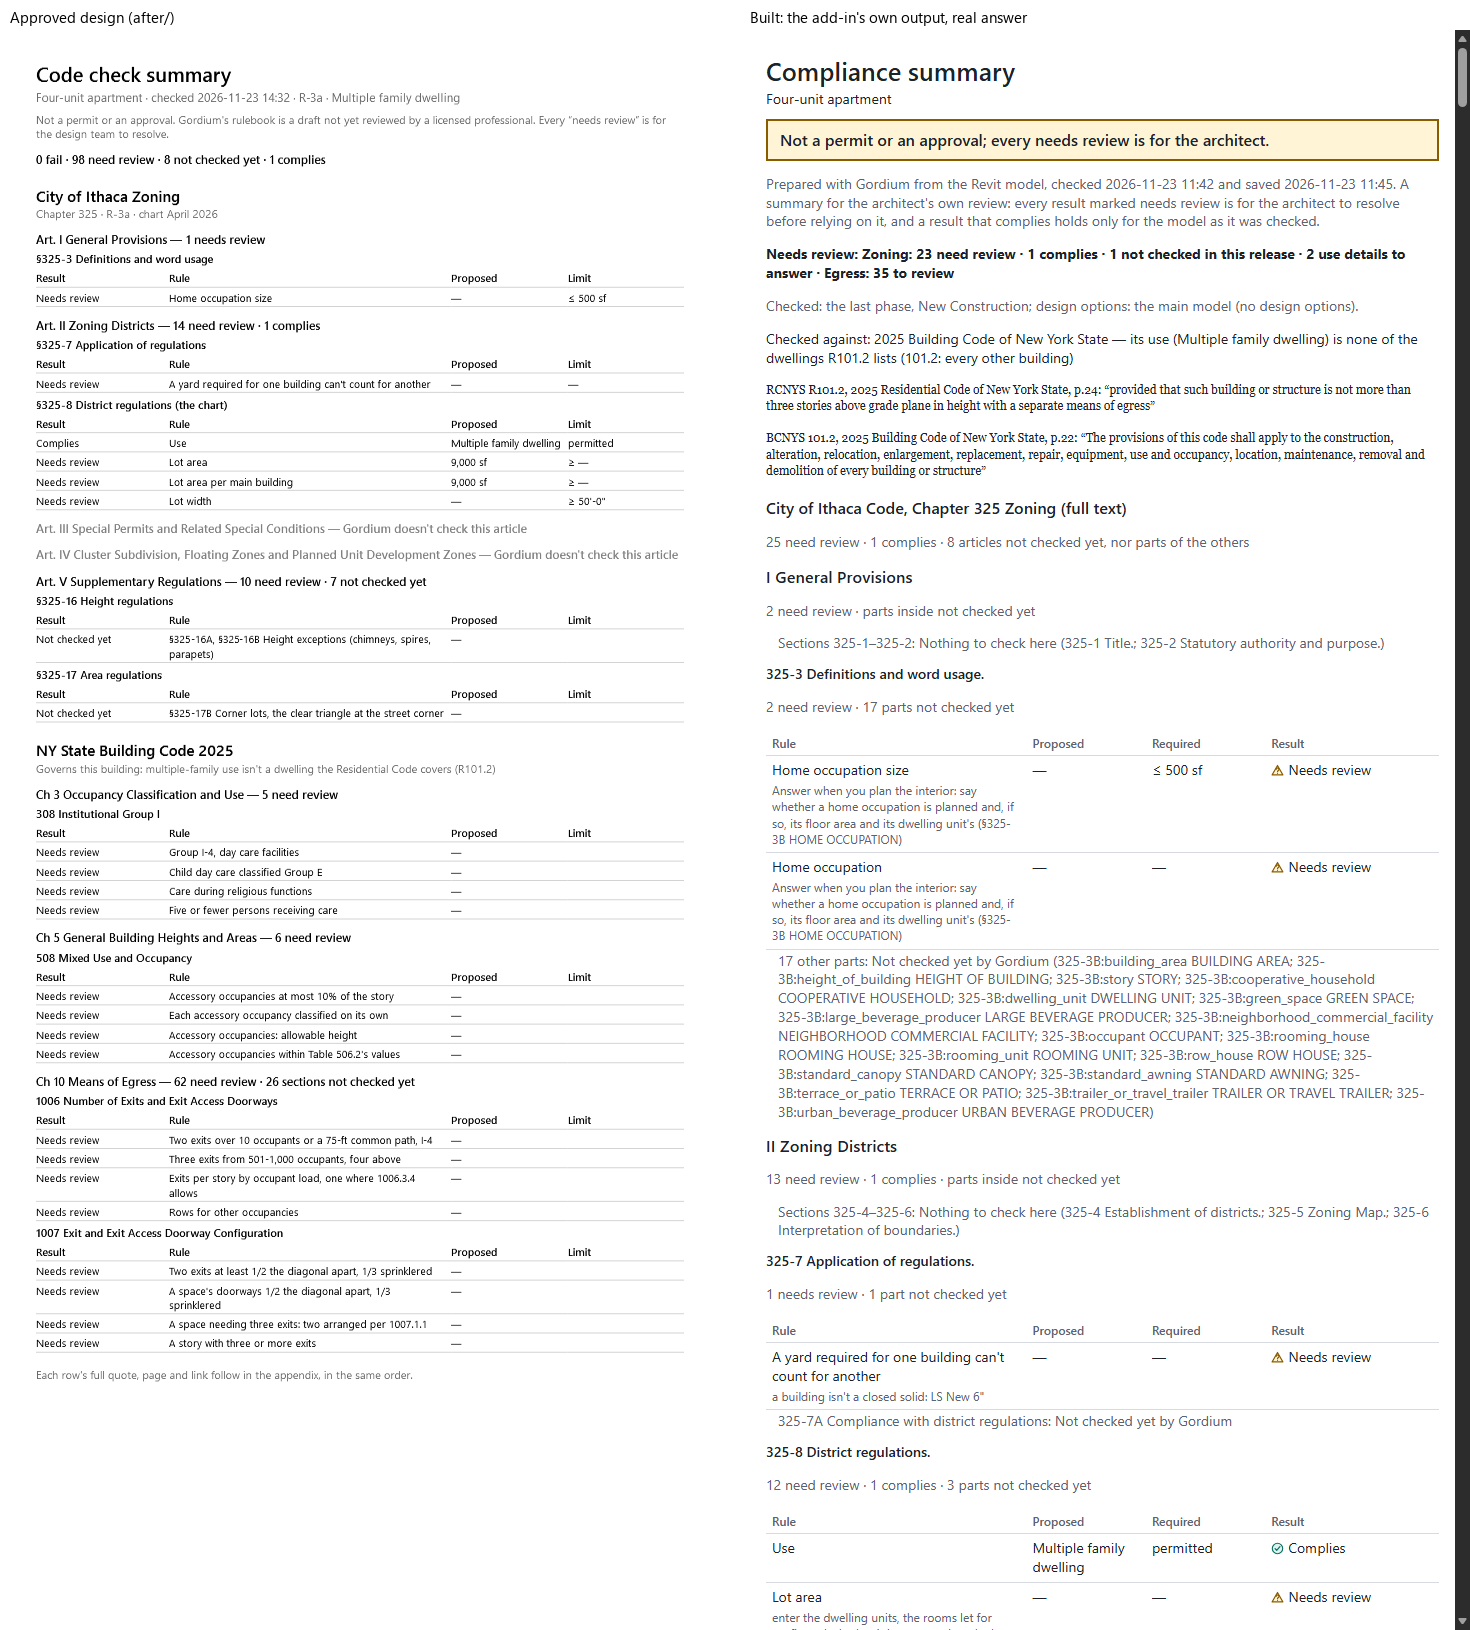 Approved design (after/)
Code check summary
Four-unit apartment · checked 2026-11-23 14:32 · R-3a · Multiple family dwelling
Not a permit or an approval. Gordium's rulebook is a draft not yet reviewed by a licensed professional. Every "needs review" is for
the design team to resolve.
0 fail · 98 need review · 8 not checked yet · 1 complies
City of Ithaca Zoning
Chapter 325 · R-3a · chart April 2026
Art. I General Provisions — 1 needs review
§325-3 Definitions and word usage
Result Rule Proposed Limit
Needs review Home occupation size — ≤ 500 sf
Art. II Zoning Districts — 14 need review · 1 complies
§325-7 Application of regulations
Result Rule Proposed Limit
Needs review A yard required for one building can't count for another — —
§325-8 District regulations (the chart)
Result Rule Proposed Limit
Complies Use Multiple family dwelling permitted
Needs review Lot area 9,000 sf ≥ —
Needs review Lot area per main building 9,000 sf ≥ —
Needs review Lot width — ≥ 50'-0"
Art. III Special Permits and Related Special Conditions — Gordium doesn't check this article
Art. IV Cluster Subdivision, Floating Zones and Planned Unit Development Zones — Gordium doesn't check this article
Art. V Supplementary Regulations — 10 need review · 7 not checked yet
§325-16 Height regulations
Result Rule Proposed Limit
Not checked yet §325-16A, §325-16B Height exceptions (chimneys, spires, —
parapets)
§325-17 Area regulations
Result Rule Proposed Limit
Not checked yet §325-17B Corner lots, the clear triangle at the street corner —
NY State Building Code 2025
Governs this building: multiple-family use isn't a dwelling the Residential Code covers (R101.2)
Ch 3 Occupancy Classification and Use — 5 need review
308 Institutional Group I
Result Rule Proposed Limit
Needs review Group I-4, day care facilities —
Needs review Child day care classified Group E —
Needs review Care during religious functions —
Needs review Five or fewer persons receiving care —
Ch 5 General Building Heights and Areas — 6 need review
508 Mixed Use and Occupancy
Result Rule Proposed Limit
Needs review Accessory occupancies at most 10% of the story —
Needs review Each accessory occupancy classified on its own —
Needs review Accessory occupancies: allowable height —
Needs review Accessory occupancies within Table 506.2's values —
Ch 10 Means of Egress — 62 need review · 26 sections not checked yet
1006 Number of Exits and Exit Access Doorways
Result Rule Proposed Limit
Needs review Two exits over 10 occupants or a 75-ft common path, I-4 —
Needs review Three exits from 501-1,000 occupants, four above —
Needs review Exits per story by occupant load, one where 1006.3.4 —
allows
Needs review Rows for other occupancies —
1007 Exit and Exit Access Doorway Configuration
Result Rule Proposed Limit
Needs review Two exits at least 1/2 the diagonal apart, 1/3 sprinklered —
Needs review A space's doorways 1/2 the diagonal apart, 1/3 —
sprinklered
Needs review A space needing three exits: two arranged per 1007.1.1 —
Needs review A story with three or more exits —
Each row's full quote, page and link follow in the appendix, in the same order.
Built: the add-in's own output, real answer
Compliance summary
Four-unit apartment
Not a permit or an approval; every needs review is for the architect.
Prepared with Gordium from the Revit model, checked 2026-11-23 11:42 and saved 2026-11-23 11:45. A
summary for the architect's own review: every result marked needs review is for the architect to resolve
before relying on it, and a result that complies holds only for the model as it was checked.
Needs review: Zoning: 23 need review · 1 complies · 1 not checked in this release · 2 use details to
answer · Egress: 35 to review
Checked: the last phase, New Construction; design options: the main model (no design options).
Checked against: 2025 Building Code of New York State — its use (Multiple family dwelling) is none of the
dwellings R101.2 lists (101.2: every other building)
RCNYS R101.2, 2025 Residential Code of New York State, p.24: “provided that such building or structure is not more than
three stories above grade plane in height with a separate means of egress”
BCNYS 101.2, 2025 Building Code of New York State, p.22: “The provisions of this code shall apply to the construction,
alteration, relocation, enlargement, replacement, repair, equipment, use and occupancy, location, maintenance, removal and
demolition of every building or structure”
City of Ithaca Code, Chapter 325 Zoning (full text)
25 need review · 1 complies · 8 articles not checked yet, nor parts of the others
I General Provisions
2 need review · parts inside not checked yet
Sections 325-1–325-2: Nothing to check here (325-1 Title.; 325-2 Statutory authority and purpose.)
325-3 Definitions and word usage.
2 need review · 17 parts not checked yet
Rule Proposed Required Result
Home occupation size — ≤ 500 sf Needs review
Answer when you plan the interior: say
whether a home occupation is planned and, if
so, its floor area and its dwelling unit's (§325-
3B HOME OCCUPATION)
Home occupation — — Needs review
Answer when you plan the interior: say
whether a home occupation is planned and, if
so, its floor area and its dwelling unit's (§325-
3B HOME OCCUPATION)
17 other parts: Not checked yet by Gordium (325-3B:building_area BUILDING AREA; 325-
3B:height_of_building HEIGHT OF BUILDING; 325-3B:story STORY; 325-3B:cooperative_household
COOPERATIVE HOUSEHOLD; 325-3B:dwelling_unit DWELLING UNIT; 325-3B:green_space GREEN SPACE;
325-3B:large_beverage_producer LARGE BEVERAGE PRODUCER; 325-3B:neighborhood_commercial_facility
NEIGHBORHOOD COMMERCIAL FACILITY; 325-3B:occupant OCCUPANT; 325-3B:rooming_house
ROOMING HOUSE; 325-3B:rooming_unit ROOMING UNIT; 325-3B:row_house ROW HOUSE; 325-
3B:standard_canopy STANDARD CANOPY; 325-3B:standard_awning STANDARD AWNING; 325-
3B:terrace_or_patio TERRACE OR PATIO; 325-3B:trailer_or_travel_trailer TRAILER OR TRAVEL TRAILER; 325-
3B:urban_beverage_producer URBAN BEVERAGE PRODUCER)
II Zoning Districts
13 need review · 1 complies · parts inside not checked yet
Sections 325-4–325-6: Nothing to check here (325-4 Establishment of districts.; 325-5 Zoning Map.; 325-6
Interpretation of boundaries.)
325-7 Application of regulations.
1 needs review · 1 part not checked yet
Rule Proposed Required Result
A yard required for one building can't — — Needs review
count for another
a building isn't a closed solid: LS New 6"
325-7A Compliance with district regulations: Not checked yet by Gordium
325-8 District regulations.
12 need review · 1 complies · 3 parts not checked yet
Rule Proposed Required Result
Use Multiple family permitted Complies
dwelling
Lot area — — Needs review
enter the dwelling units, the rooms let for